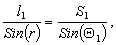 l₁/Sin(r) = S₁/Sin(Θ₁),